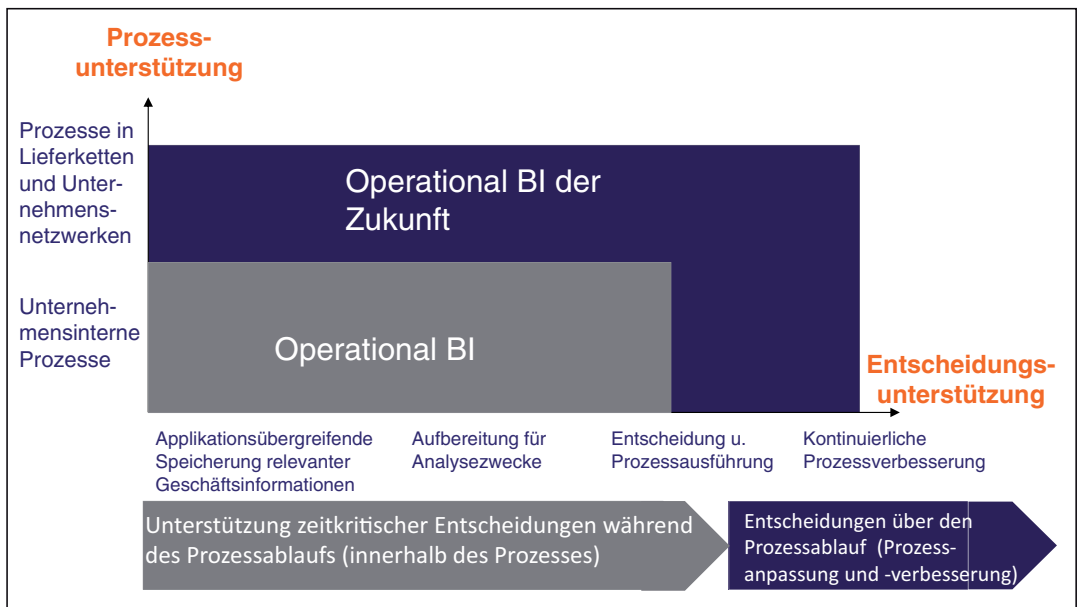 Prozess-
unterstützung
Prozesse in
Lieferketten
und Unter-
nehmens-
netzwerken
Operational BI der
Zukunft
Unterneh-
mensinterne
Prozesse
Operational BI
Entscheidungs-
unterstützung
Applikationsübergreifende
Speicherung relevanter
Geschäftsinformationen
Aufbereitung für
Analysezwecke
Entscheidung u.
Prozessausführung
Kontinuierliche
Prozessverbesserung
Unterstützung zeitkritischer Entscheidungen während
des Prozessablaufs (innerhalb des Prozesses)
Entscheidungen über den
Prozessablauf (Prozess-
anpassung und -verbesserung)